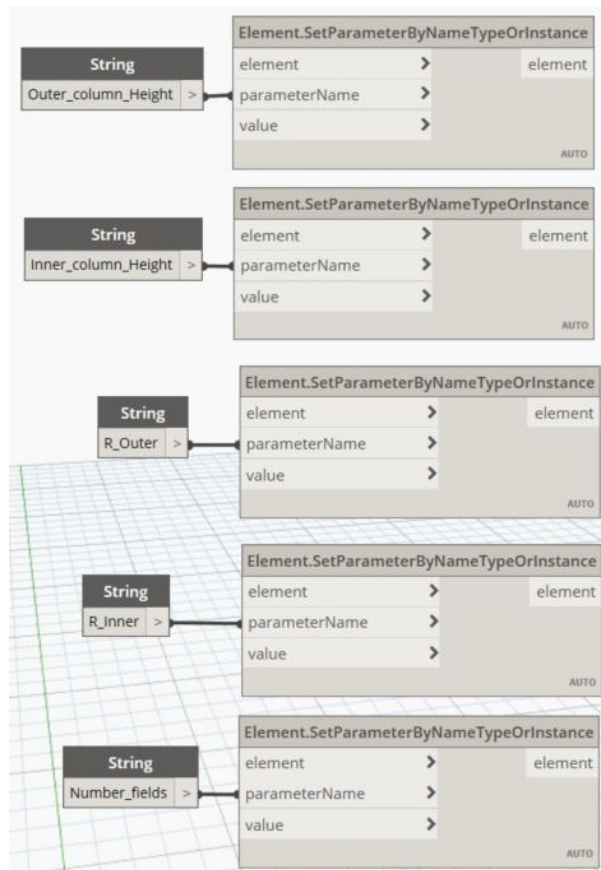 Element.SetParameterByNameTypeOrInstance
String
element > element
Outer_column_Height > parameterName >
value >
AUTO
Element.SetParameterByNameTypeOrInstance
String
element > element
Inner_column_Height > parameterName >
value >
AUTO
Element.SetParameterByNameTypeOrInstance
String
element > element
R_Outer > parameterName >
value >
AUTO
Element.SetParameterByNameTypeOrInstance
String
element > element
R_Inner > parameterName >
value >
AUTO
Element.SetParameterByNameTypeOrInstance
String
element > element
Number_fields > parameterName >
value >
AUTO